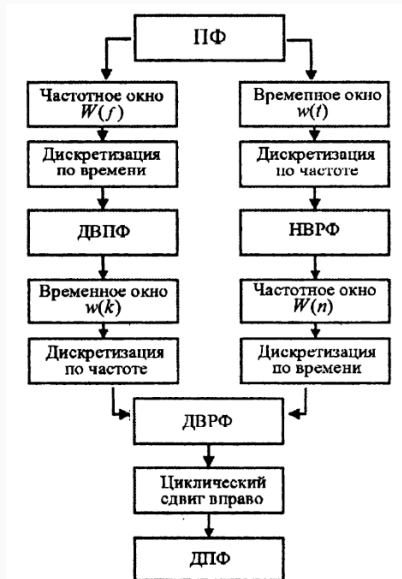 ПФ
Частотное окно
W(f)
Дискретизация
по времени
ДВПФ
Временное окно
w(k)
Дискретизация
по частоте
Временное окно
w(t)
Дискретизация
по частоте
НВРФ
Частотное окно
W(n)
Дискретизация
по времени
ДВРФ
Циклический
сдвиг вправо
ДПФ